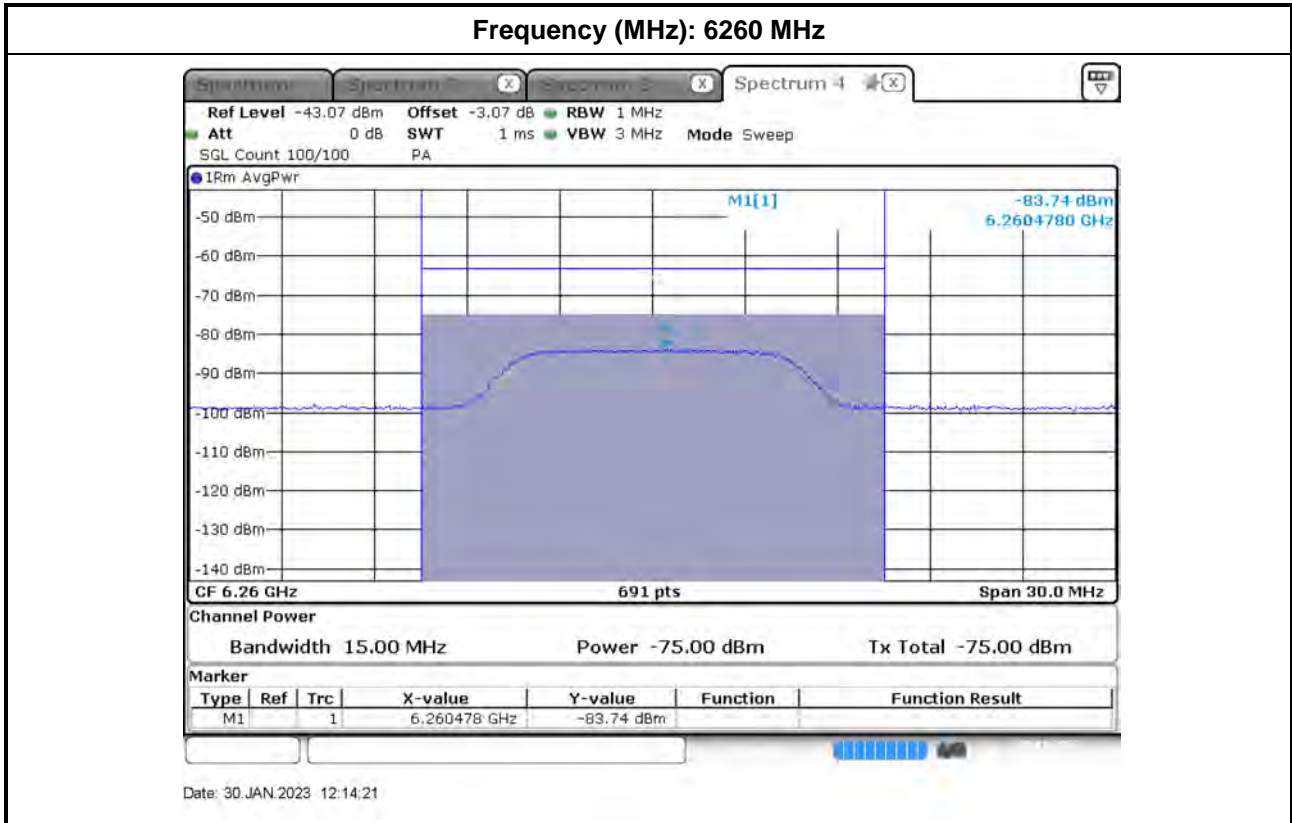 Frequency (MHz): 6260 MHz
Spectrum 4
Ref Level -43.07 dBm Offset -3.07 dB RBW 1 MHz
Att 0 dB SWT 1 ms VBW 3 MHz Mode Sweep
SGL Count 100/100 PA
1Rm AvgPwr
M1[1] -83.74 dBm
6.2604780 GHz
-50 dBm
-60 dBm
-70 dBm
-80 dBm
-90 dBm
-100 dBm
-110 dBm
-120 dBm
-130 dBm
-140 dBm
CF 6.26 GHz 691 pts Span 30.0 MHz
Channel Power
Bandwidth 15.00 MHz Power -75.00 dBm Tx Total -75.00 dBm
Marker
Type Ref Trc X-value Y-value Function Function Result
M1 1 6.260478 GHz -83.74 dBm
Date: 30.JAN.2023 12:14:21